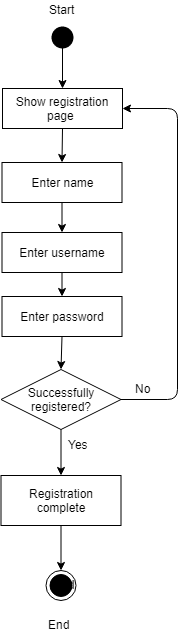 Start
Show registration
page
Enter name
Enter username
Enter password
Successfully
registered?
No
Yes
Registration
complete
End